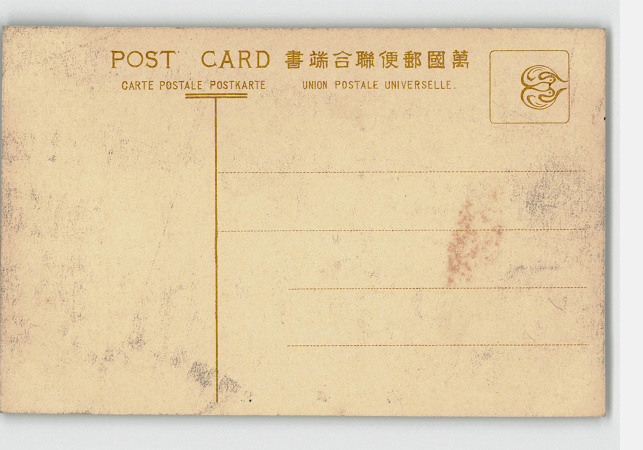 POST CARD 萬國郵便聯合端書
CARTE POSTALE POSTKARTE UNION POSTALE UNIVERSELLE.